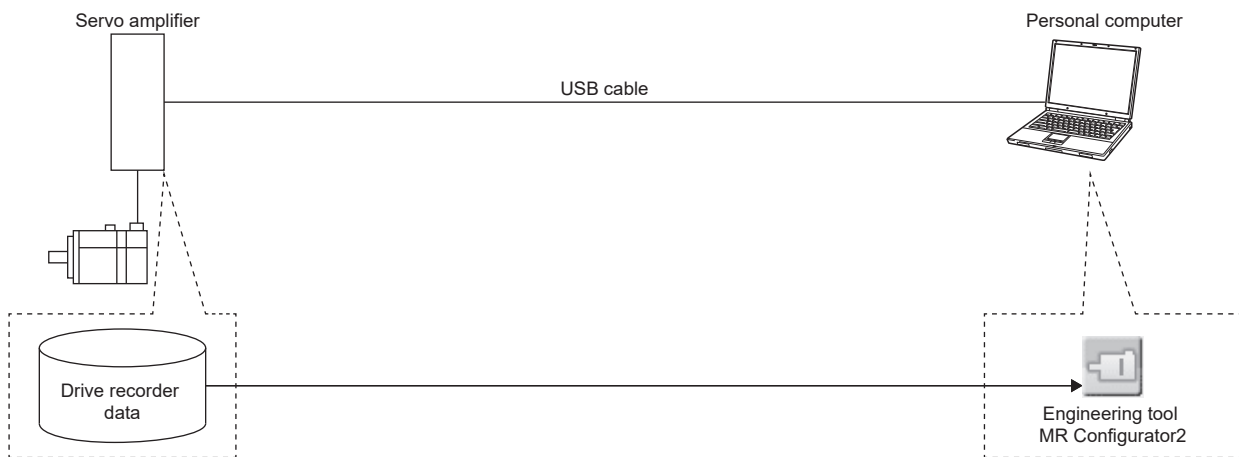 Servo amplifier
Personal computer
USB cable
Drive recorder
data
Engineering tool
MR Configurator2